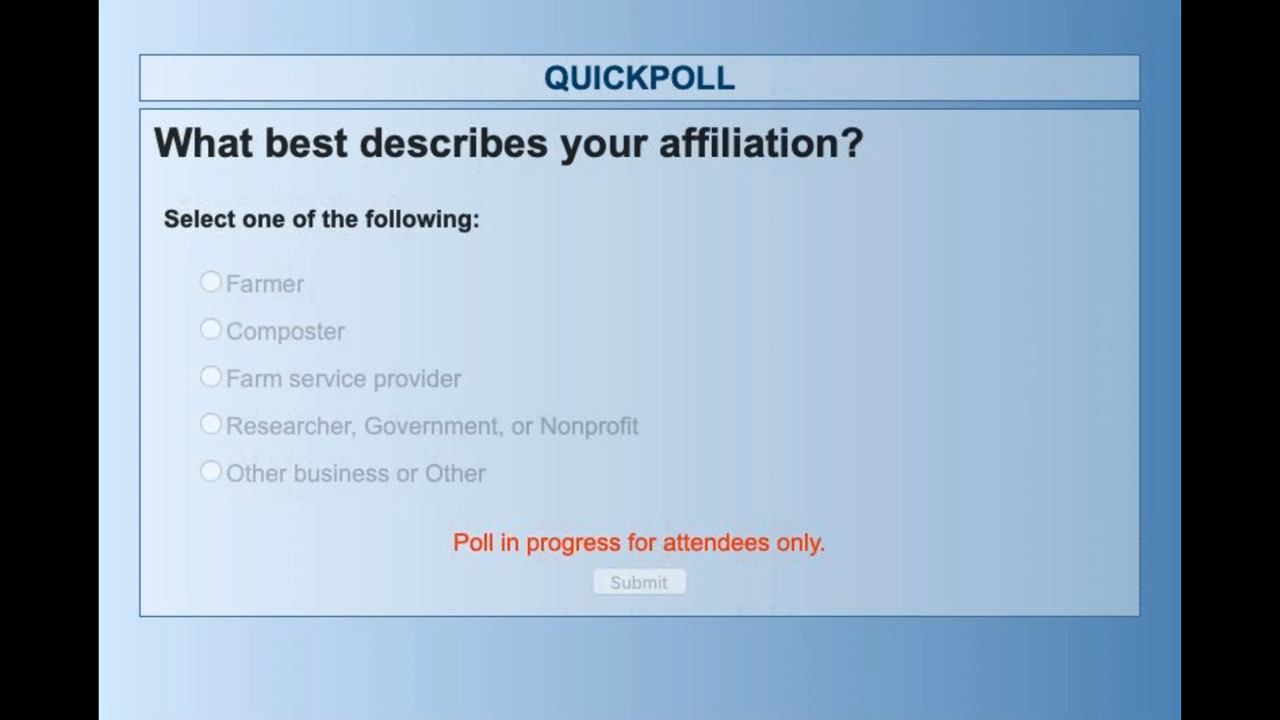 QUICKPOLL
What best describes your affiliation?
Select one of the following:
Farmer
Composter
Farm service provider
Researcher, Government, or Nonprofit
Other business or Other
Poll in progress for attendees only.
Submit